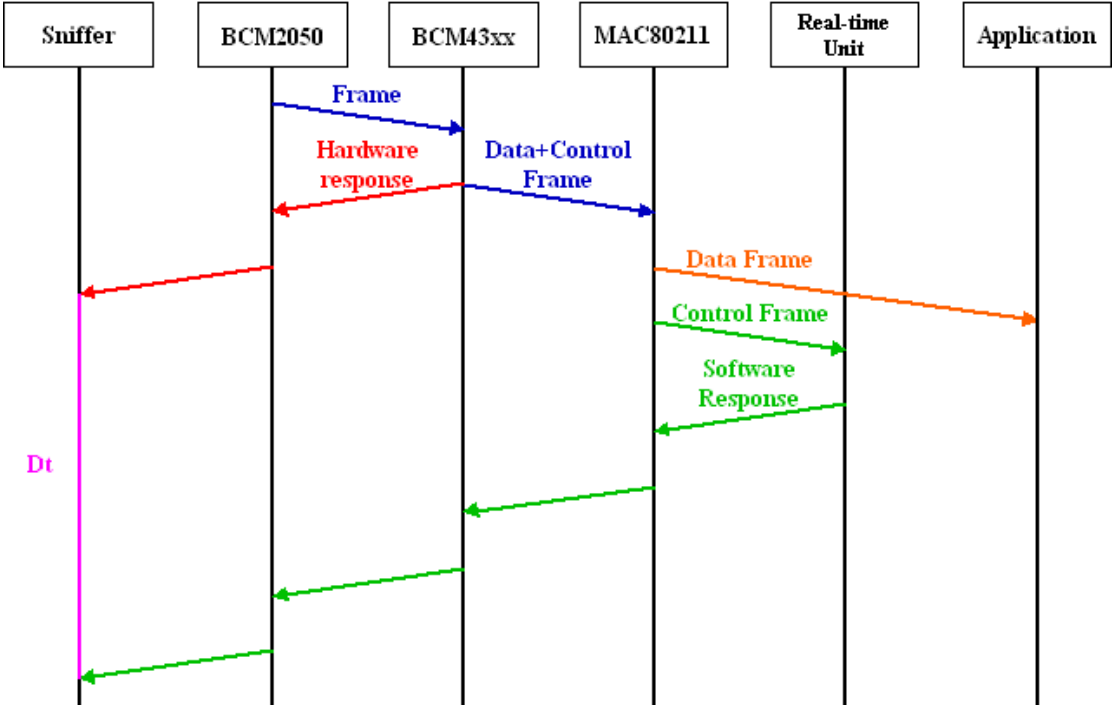 Sniffer
BCM2050
BCM43xx
MAC80211
Real-time
Unit
Application
Frame
Hardware
response
Data+Control
Frame
Data Frame
Control Frame
Software
Response
Dt